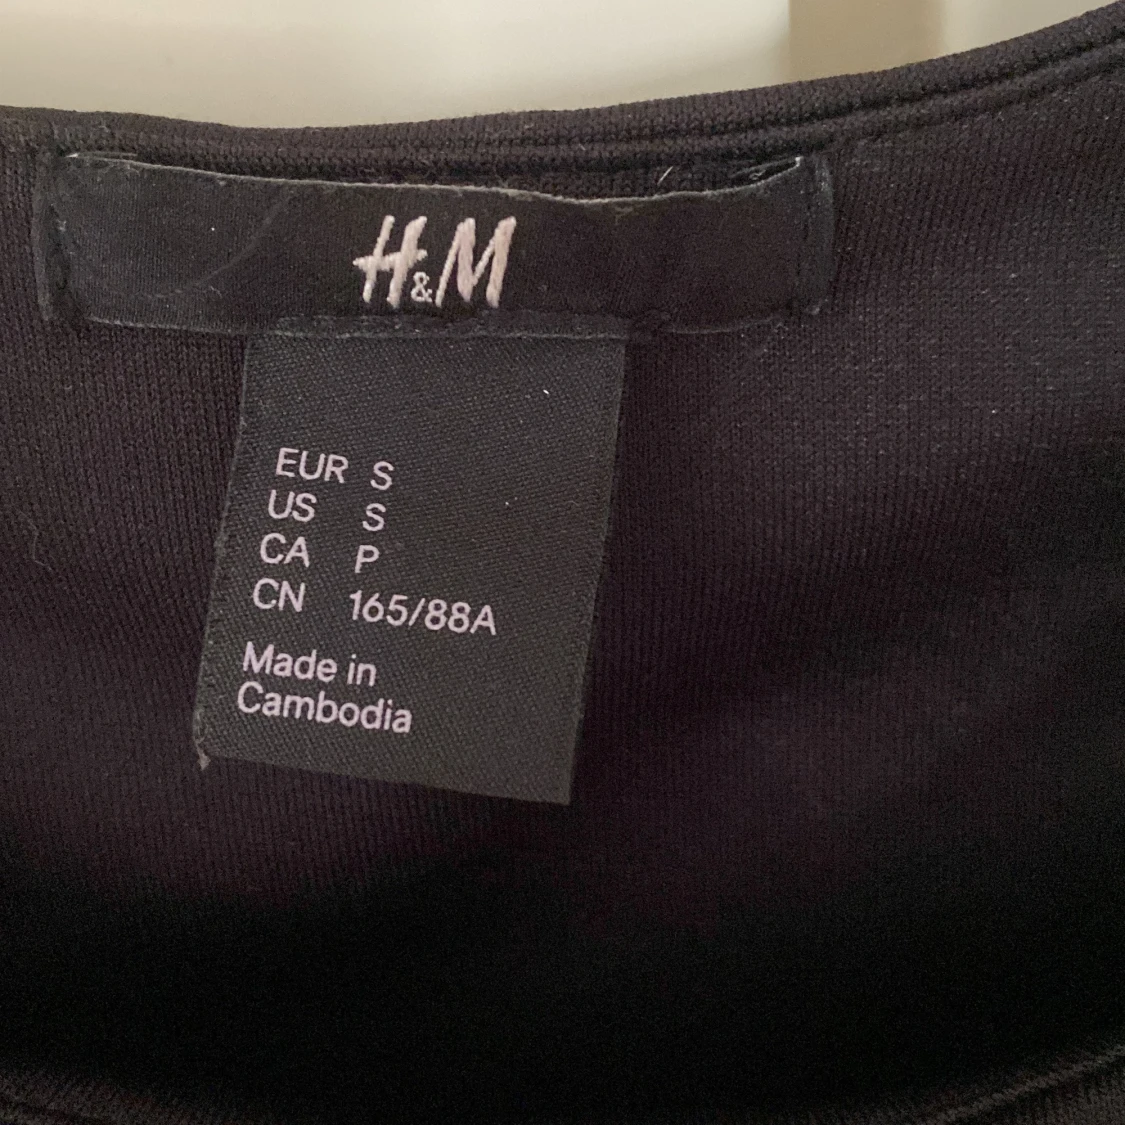 H&M
EUR S
US S
CA P
CN 165/88A
Made in
Cambodia